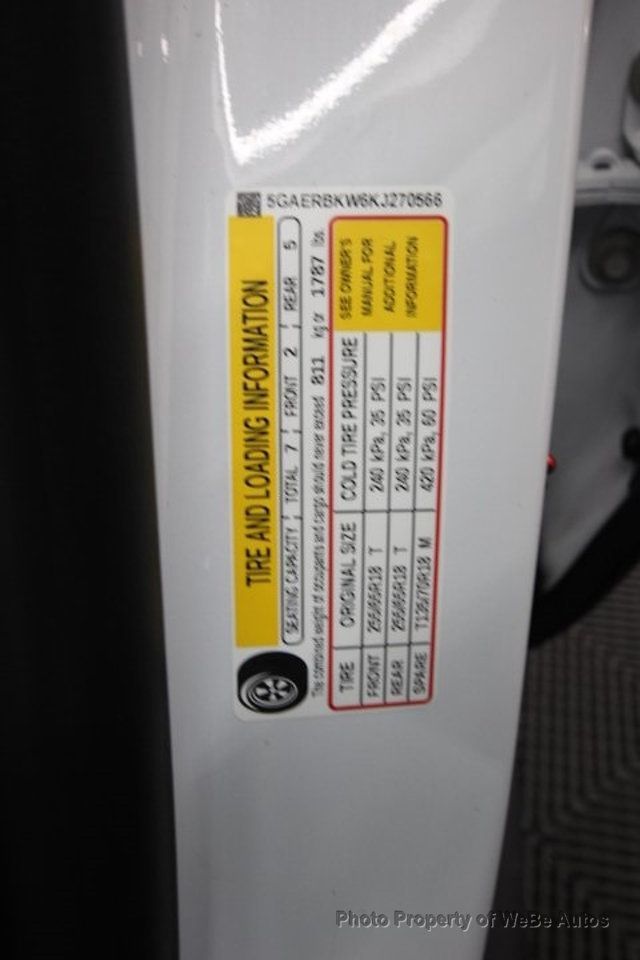 5GAERBKW6KJ270566
TIRE AND LOADING INFORMATION
SEATING CAPACITY TOTAL 7 FRONT 2 REAR 5
The combined weight of occupants and cargo should never exceed 811 kg or 1787 lbs.
TIRE ORIGINAL SIZE COLD TIRE PRESSURE
FRONT 255/65R18 T 240 kPa, 35 PSI
REAR 255/65R18 T 240 kPa, 35 PSI
SPARE T135/70R18 M 420 kPa, 60 PSI
SEE OWNER'S
MANUAL FOR
ADDITIONAL
INFORMATION
Photo Property of WeBe Autos